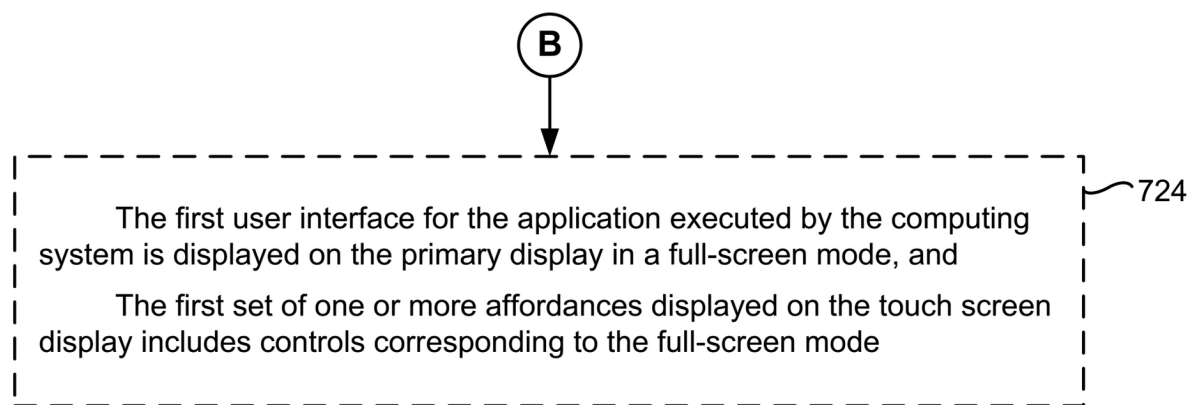 B
724
The first user interface for the application executed by the computing
system is displayed on the primary display in a full-screen mode, and
The first set of one or more affordances displayed on the touch screen
display includes controls corresponding to the full-screen mode